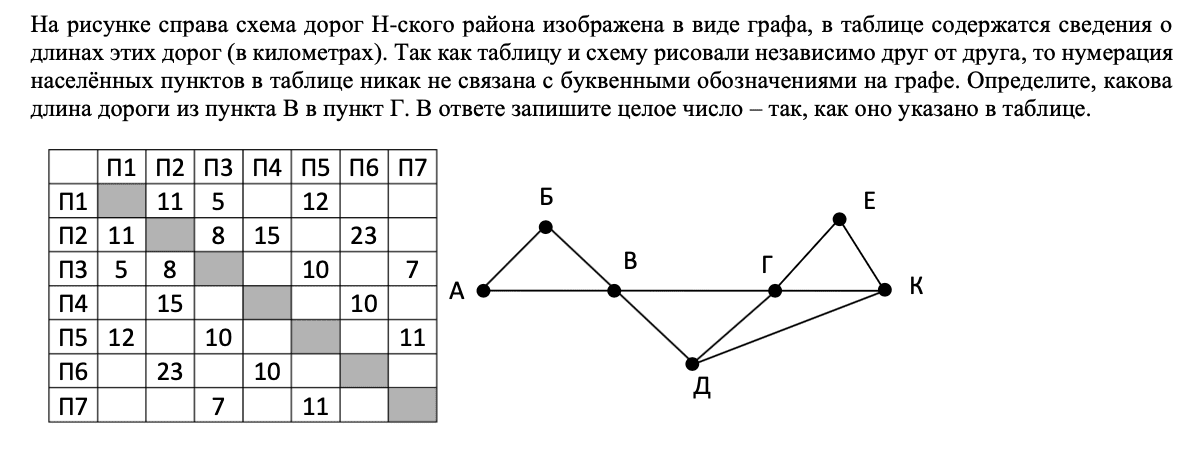 На рисунке справа схема дорог Н-ского района изображена в виде графа, в таблице содержатся сведения о
длинах этих дорог (в километрах). Так как таблицу и схему рисовали независимо друг от друга, то нумерация
населённых пунктов в таблице никак не связана с буквенными обозначениями на графе. Определите, какова
длина дороги из пункта В в пункт Г. В ответе запишите целое число – так, как оно указано в таблице.
П1 П2 П3 П4 П5 П6 П7
П1 11 5 12
П2 11 8 15 23
П3 5 8 10 7
П4 15 10
П5 12 10 11
П6 23 10
П7 7 11
Б
Е
В
Г
А
К
Д